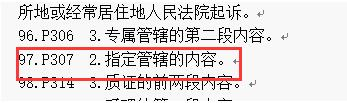 所地或经常居住地人民法院起诉。
96.P306 3.专属管辖的第二段内容。
97.P307 2.指定管辖的内容。
98.P314 3.质证的前两段内容。